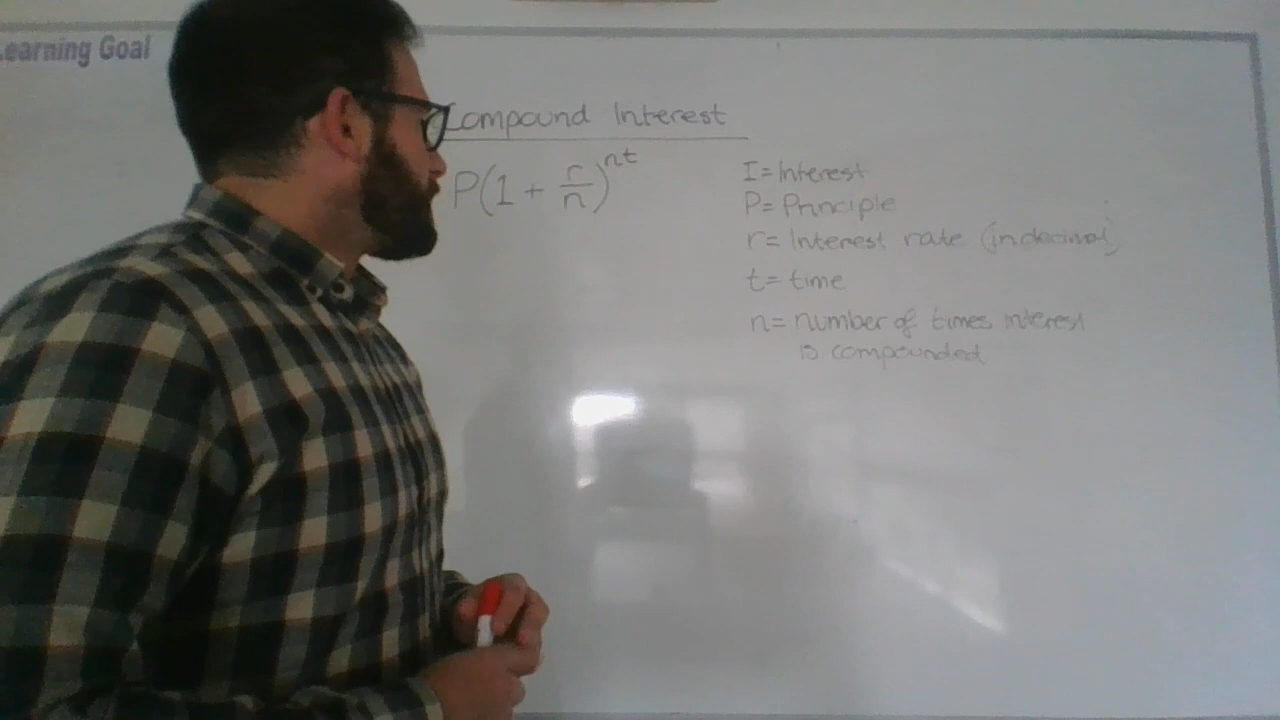 Learning Goal
Compound Interest
P(1 + r/n)^nt
I = Interest
P = Principle
r = Interest rate (in decimal)
t = time
n = number of times interest
is compounded